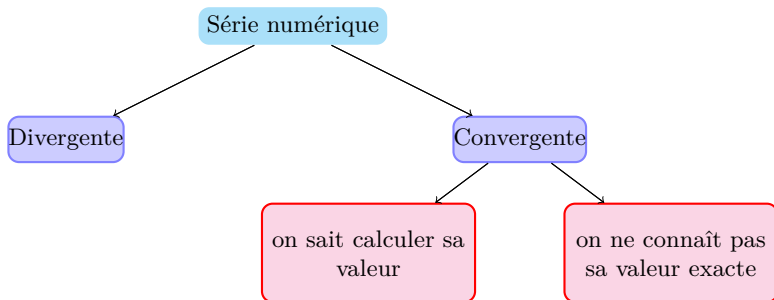 Série numérique
Divergente
Convergente
on sait calculer sa
valeur
on ne connaît pas
sa valeur exacte